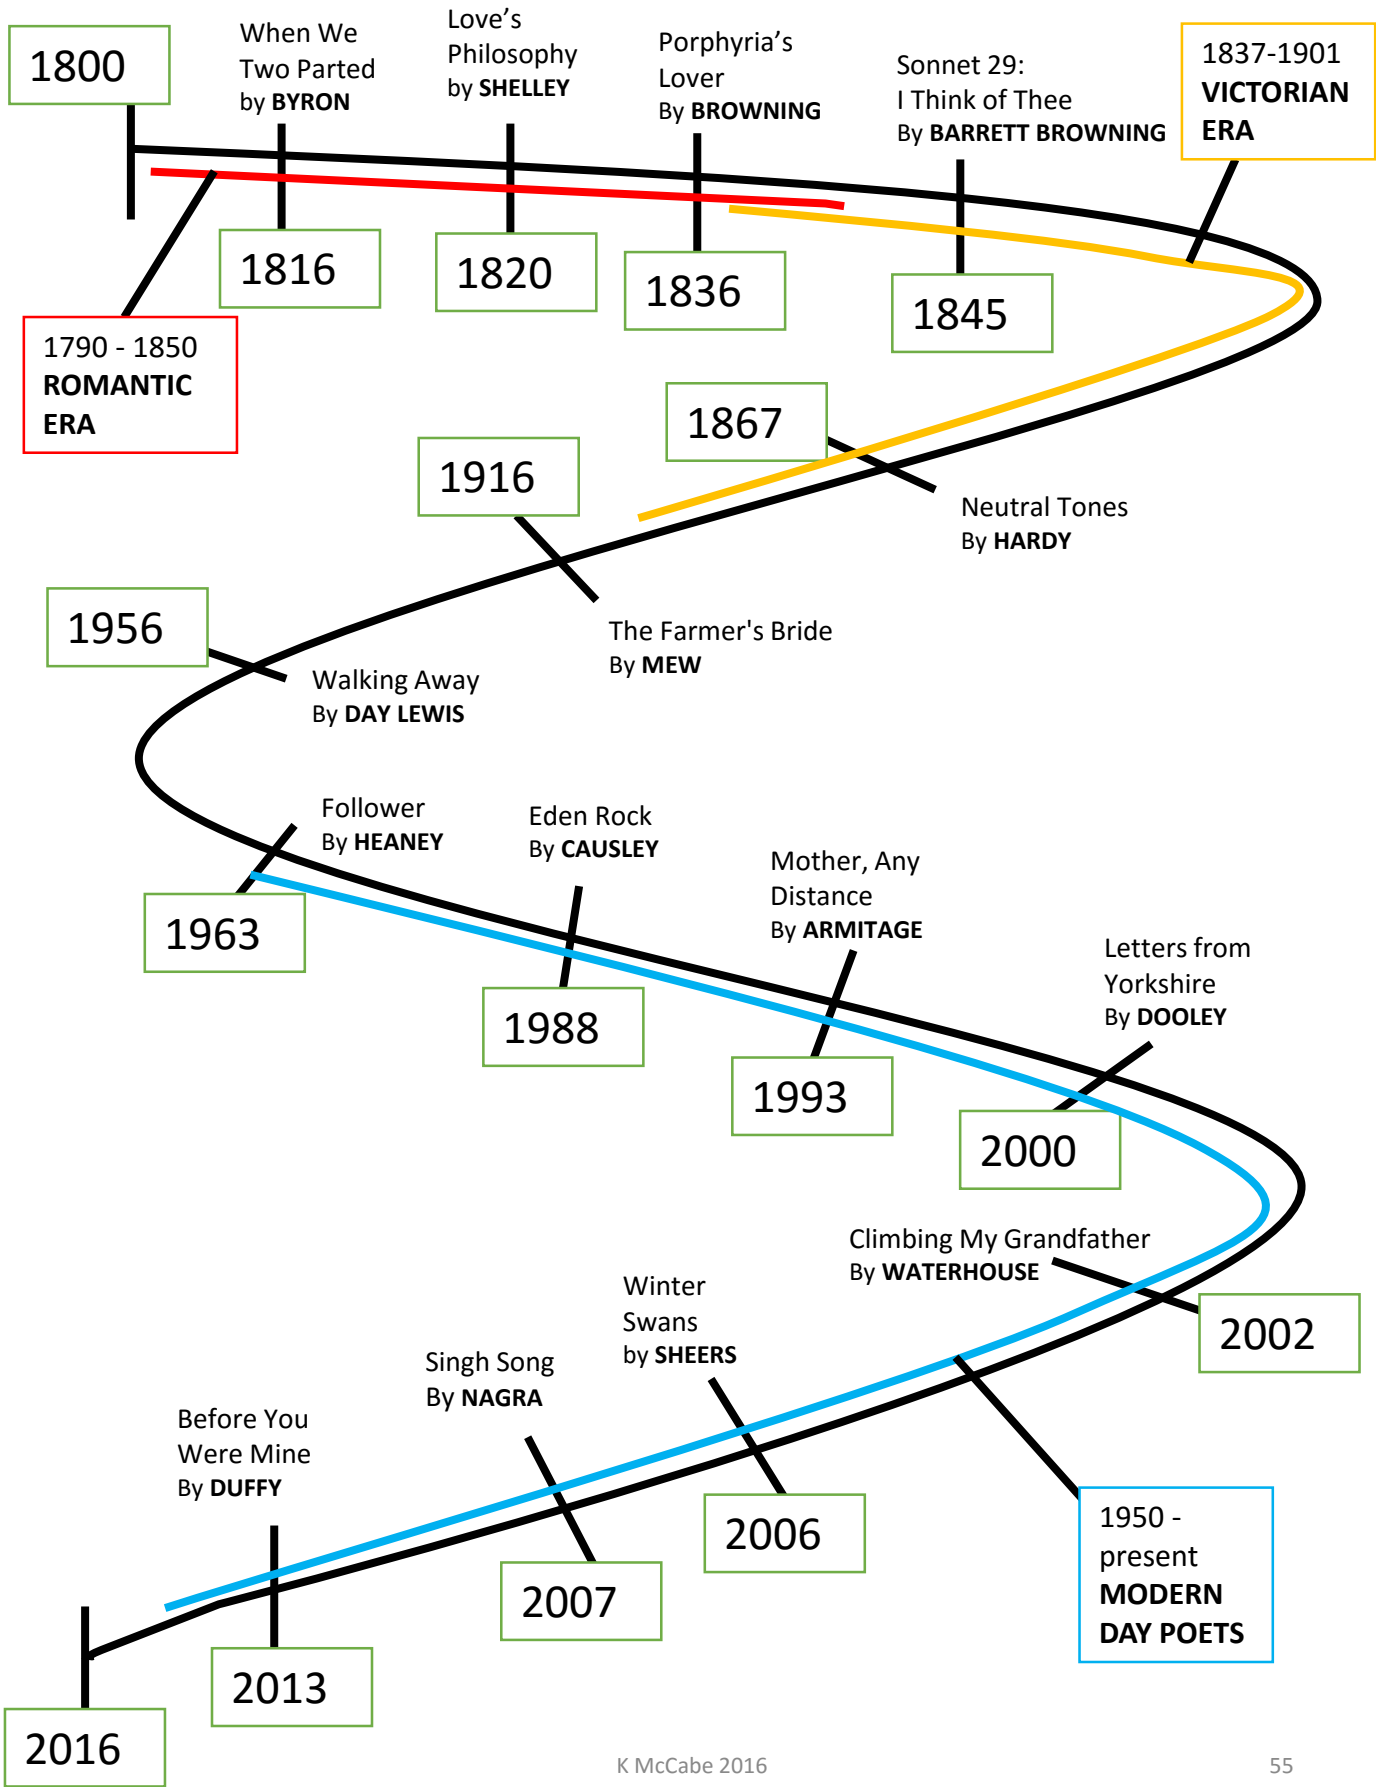 1800
When We
Two Parted
by BYRON
Love’s
Philosophy
by SHELLEY
Porphyria’s
Lover
By BROWNING
Sonnet 29:
I Think of Thee
By BARRETT BROWNING
1837-1901
VICTORIAN
ERA
1816
1820
1836
1845
1790 - 1850
ROMANTIC
ERA
1867
Neutral Tones
By HARDY
1916
The Farmer's Bride
By MEW
1956
Walking Away
By DAY LEWIS
Follower
By HEANEY
1963
Eden Rock
By CAUSLEY
1988
Mother, Any
Distance
By ARMITAGE
1993
Letters from
Yorkshire
By DOOLEY
2000
Climbing My Grandfather
By WATERHOUSE
2002
Winter
Swans
by SHEERS
2006
Singh Song
By NAGRA
2007
Before You
Were Mine
By DUFFY
2013
1950 -
present
MODERN
DAY POETS
2016
K McCabe 2016
55